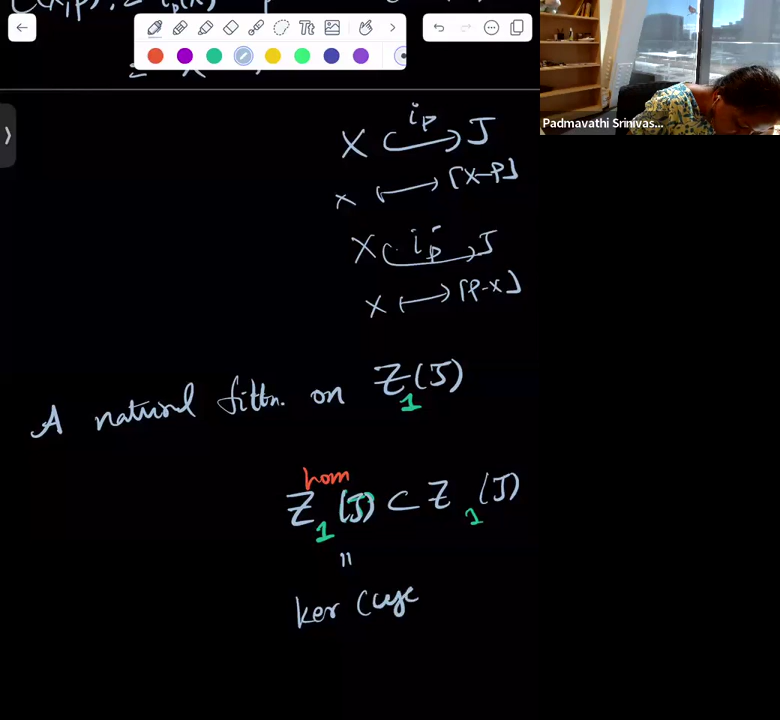 X ↪ J i_p
x ⟼ [x-p]
X ↪ J i_p^-
x ⟼ [p-x]
A natural filtn. on Z_1(J)
Z_1^hom(J) ⊂ Z_1(J)
=
ker (cyc
Padmavathi Srinivas...